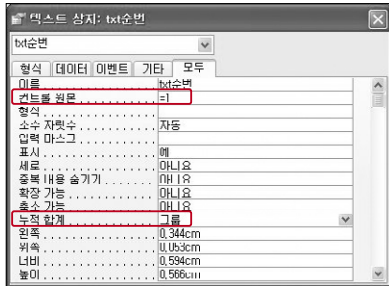 텍스트 상자: txt순번
txt순번
형식 데이터 이벤트 기타 모두
이름 . . . . . . . . . . . . . . . . txt순번
컨트롤 원본 . . . . . . . . . . . =1
형식 . . . . . . . . . . . . . . . .
소수 자릿수 . . . . . . . . . . . 자동
입력 마스크 . . . . . . . . . . .
표시 . . . . . . . . . . . . . . . . 예
세로 . . . . . . . . . . . . . . . . 아니요
중복 내용 숨기기 . . . . . . . 아니요
확장 가능 . . . . . . . . . . . . . 아니요
축소 가능 . . . . . . . . . . . . . 아니요
누적 합계 . . . . . . . . . . . . . 그룹
왼쪽 . . . . . . . . . . . . . . . . 0,344cm
위쪽 . . . . . . . . . . . . . . . . 0,053cm
너비 . . . . . . . . . . . . . . . . 0,594cm
높이 . . . . . . . . . . . . . . . . 0,566cm